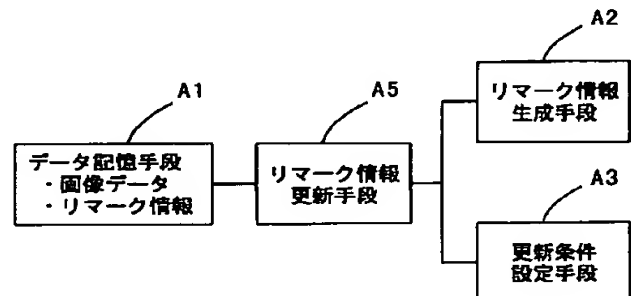 A1
データ記憶手段
・画像データ
・リマーク情報
A5
リマーク情報
更新手段
A2
リマーク情報
生成手段
A3
更新条件
設定手段